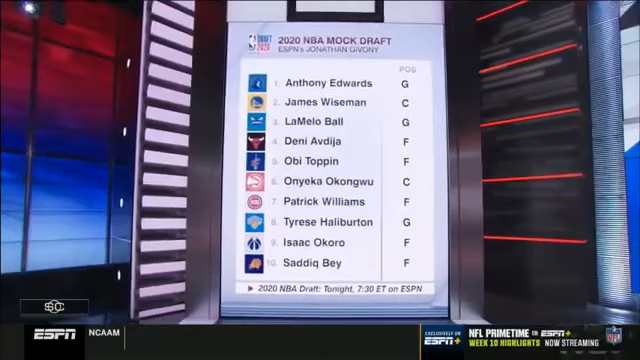 DRAFT
2020
2020 NBA MOCK DRAFT
ESPN's JONATHAN GIVONY
POS
1. Anthony Edwards G
2. James Wiseman C
3. LaMelo Ball G
4. Deni Avdija F
5. Obi Toppin F
6. Onyeka Okongwu C
7. Patrick Williams F
8. Tyrese Haliburton G
9. Isaac Okoro F
10. Saddiq Bey F
2020 NBA Draft: Tonight, 7:30 ET on ESPN
SC
ESPN NCAAM
EXCLUSIVELY ON
ESPN+
NFL PRIMETIME ON ESPN+
WEEK 10 HIGHLIGHTS NOW STREAMING
NFL